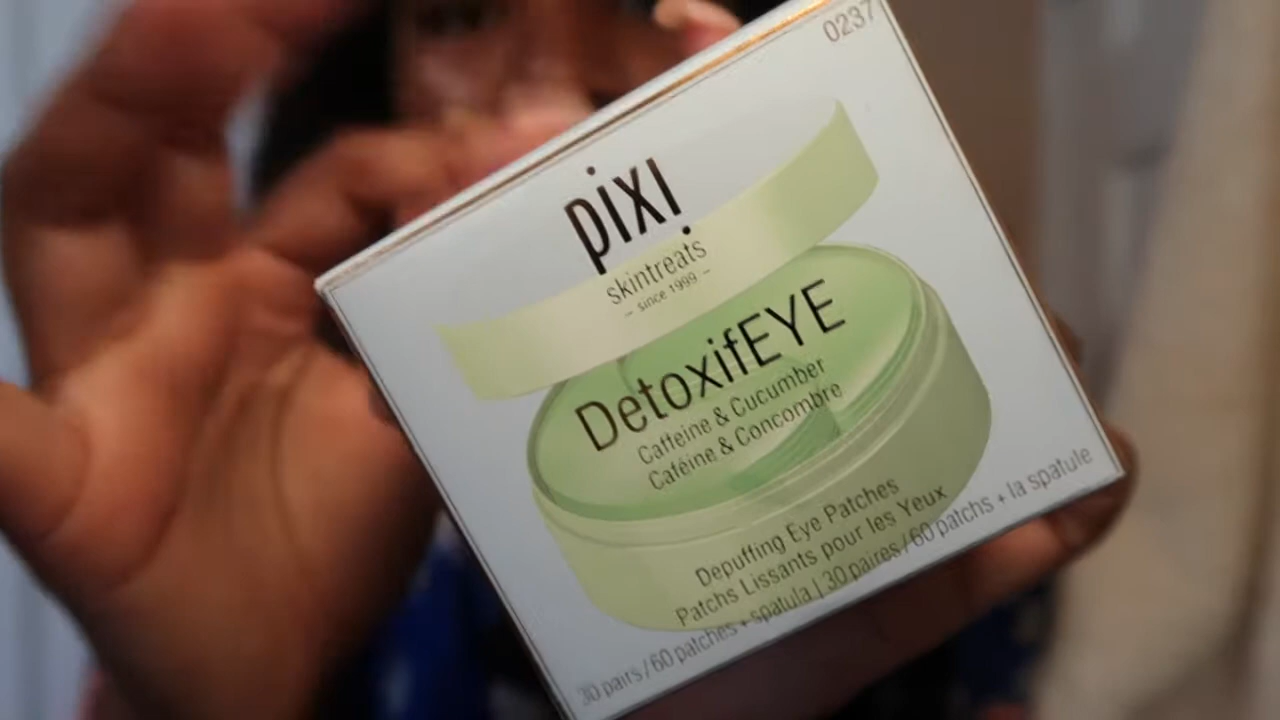 0237
pixi
skintreats
– since 1999 –
DetoxifEYE
Caffeine & Cucumber
Caféine & Concombre
Depuffing Eye Patches
Patchs Lissants pour les Yeux
30 pairs / 60 patches + spatula | 30 paires / 60 patchs + la spatule